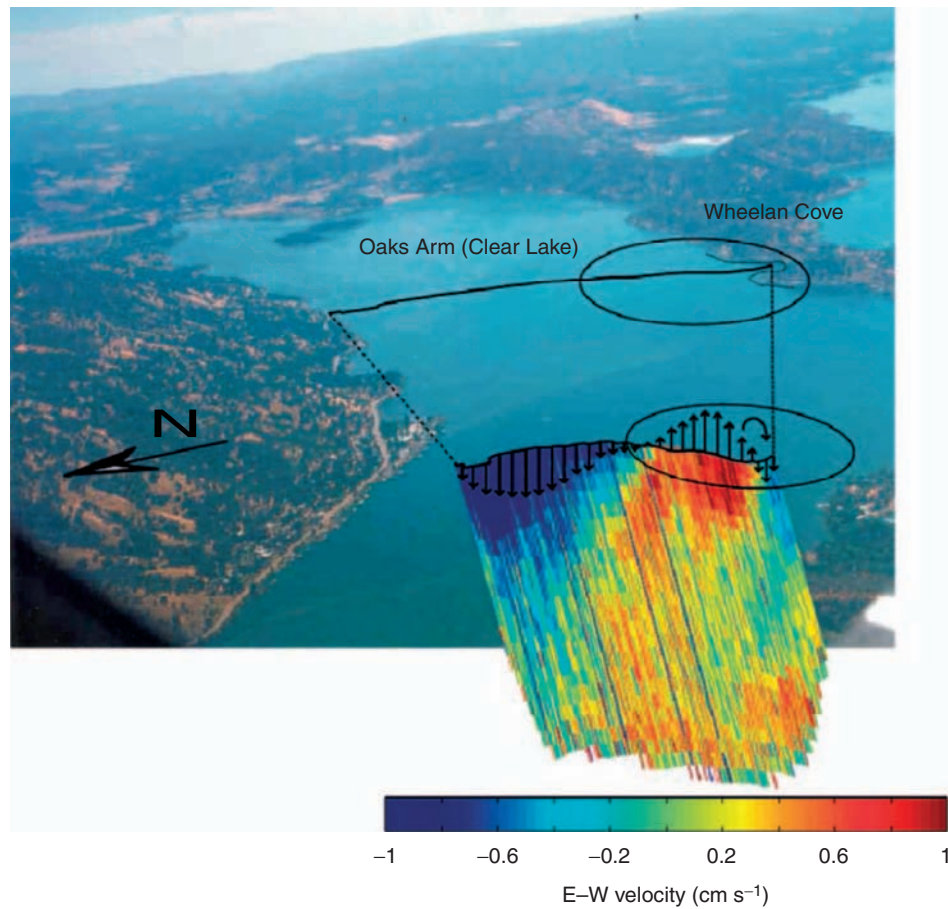 Wheelan Cove
Oaks Arm (Clear Lake)
N
−1 −0.6 −0.2 0.2 0.6 1
E–W velocity (cm s⁻¹)